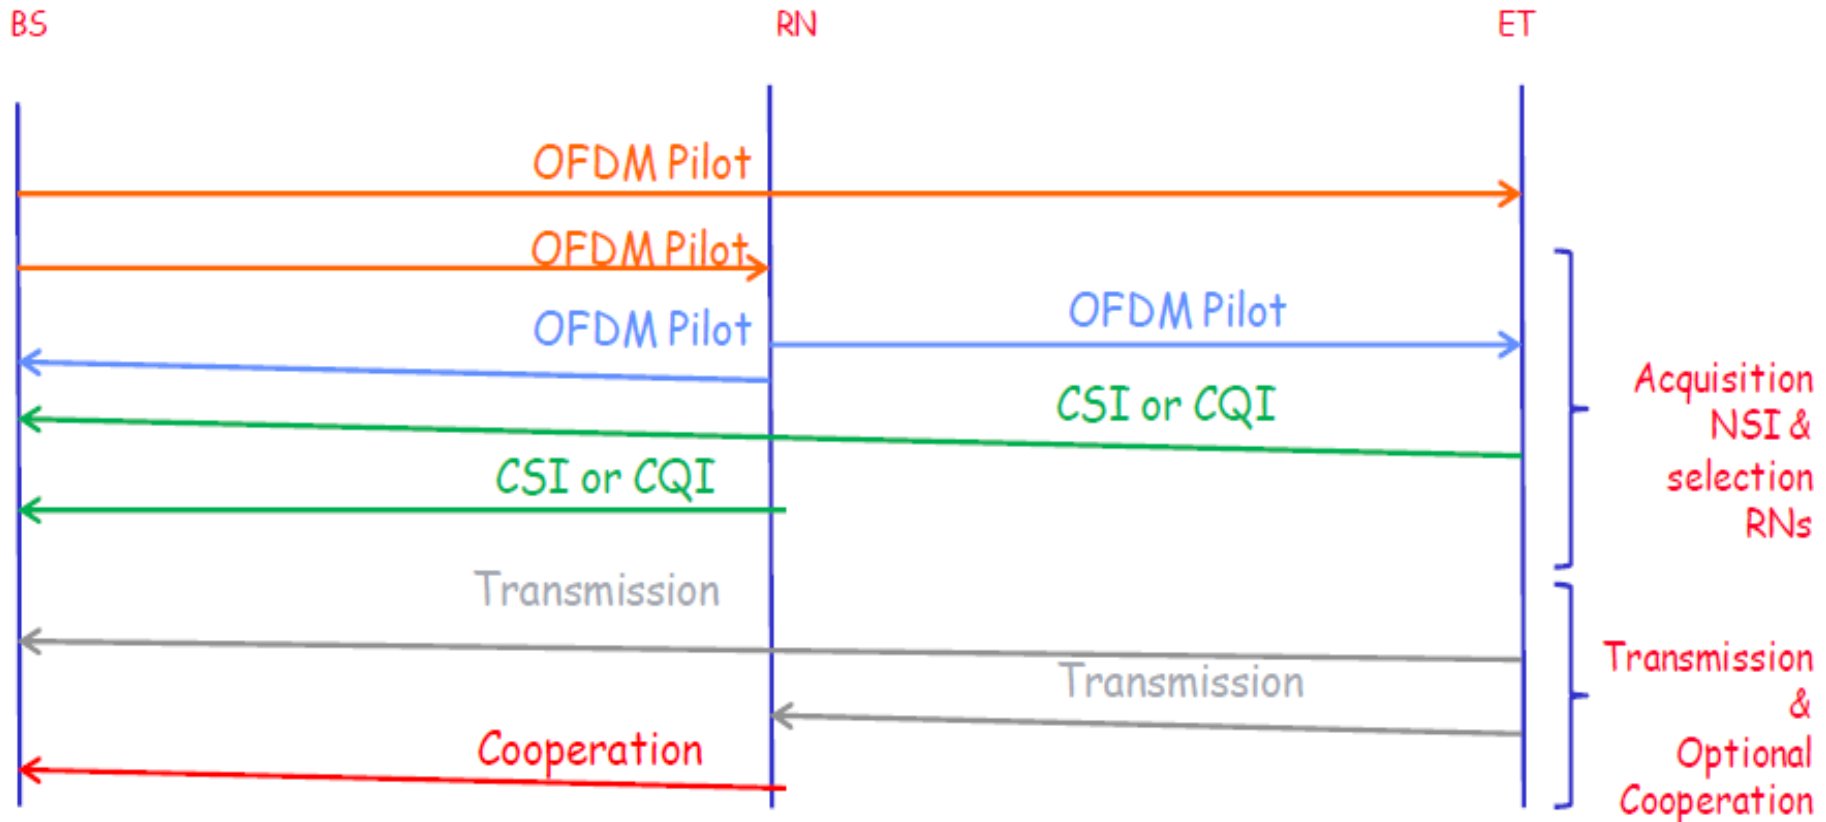 BS
RN
ET
OFDM Pilot
OFDM Pilot
OFDM Pilot
OFDM Pilot
CSI or CQI
CSI or CQI
Acquisition
NSI &
selection
RNs
Transmission
Transmission
Cooperation
Transmission
&
Optional
Cooperation